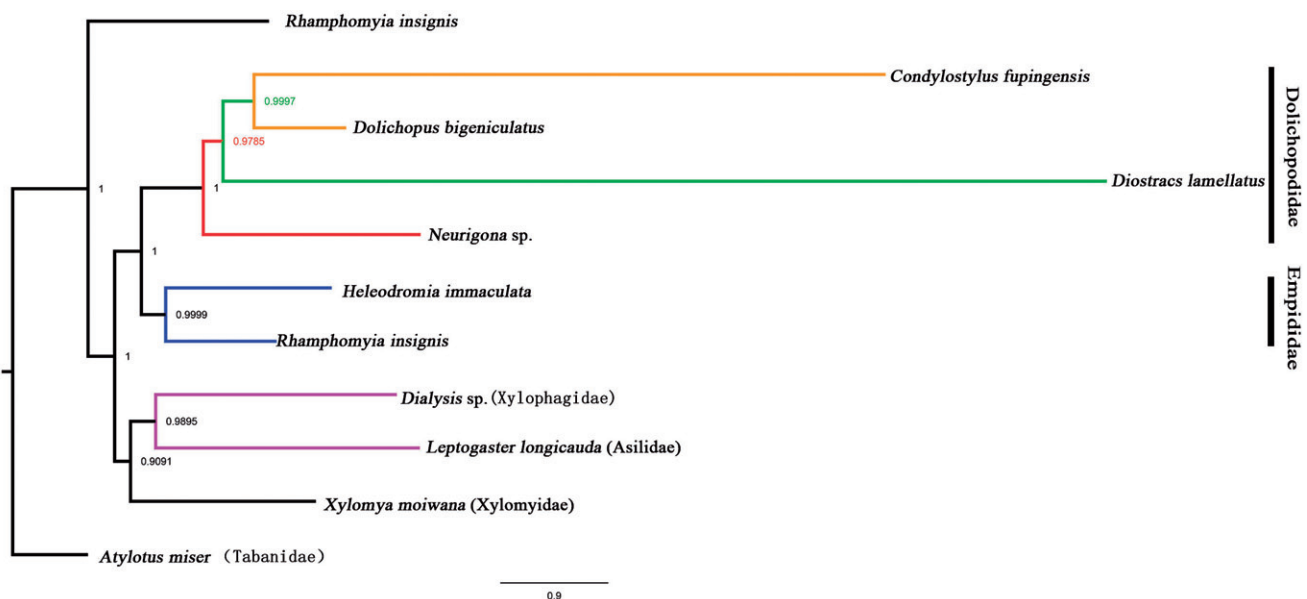 Rhamphomyia insignis
Condylostylus fupingensis
0.9997
Dolichopus bigeniculatus
0.9785
Diostracs lamellatus
1
1
Neurigona sp.
Dolichopodidae
1
Heleodromia immaculata
0.9999
Rhamphomyia insignis
Empididae
1
Dialysis sp.(Xylophagidae)
0.9895
Leptogaster longicauda (Asilidae)
0.9091
Xylomya moiwana (Xylomyidae)
Atylotus miser (Tabanidae)
0.9